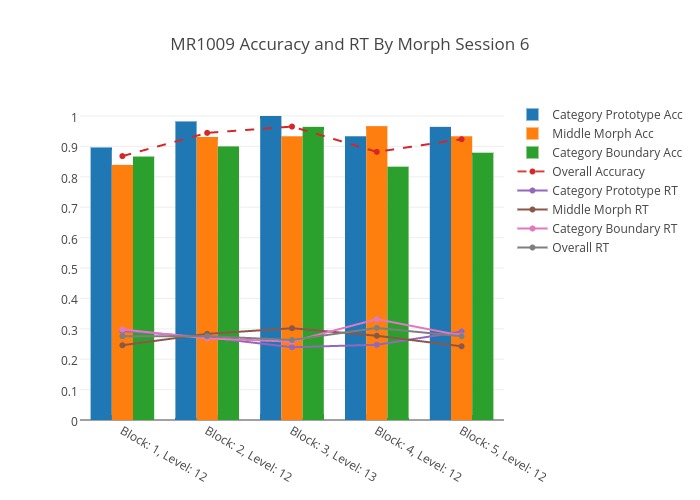 MR1009 Accuracy and RT By Morph Session 6
1
0.9
0.8
0.7
0.6
0.5
0.4
0.3
0.2
0.1
0
Block: 1, Level: 12
Block: 2, Level: 12
Block: 3, Level: 13
Block: 4, Level: 12
Block: 5, Level: 12
Category Prototype Acc
Middle Morph Acc
Category Boundary Acc
Overall Accuracy
Category Prototype RT
Middle Morph RT
Category Boundary RT
Overall RT